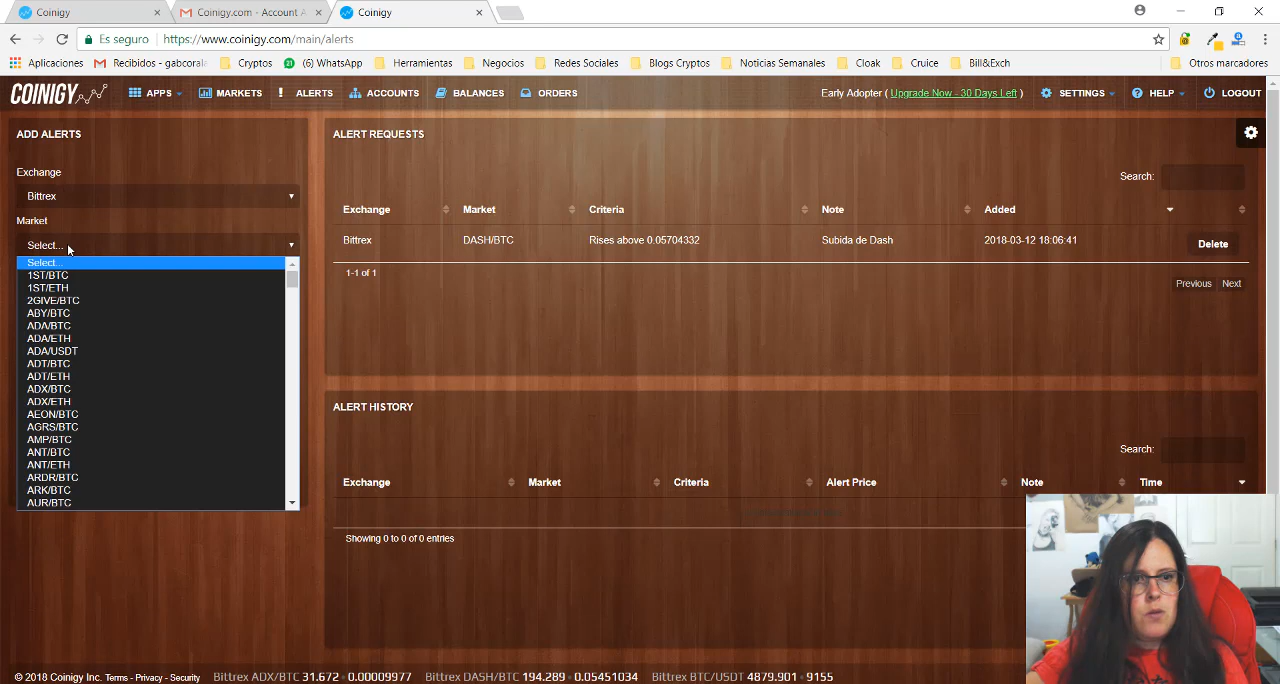 Coinigy
Coinigy.com - Account A
Coinigy
Es seguro
https://www.coinigy.com/main/alerts
Aplicaciones
Recibidos - gabcorala
Cryptos
(6) WhatsApp
Herramientas
Negoci
Redes Sociales
Blogs Cryptos
Noticias Semanales
Cloak
Cruice
Bill&Exch
Otros marcadores
COINIGY
APPS
MARKETS
ALERTS
ACCOUNTS
BALANCES
ORDERS
Early Adopter ( Upgrade Now - 30 Days Left )
SETTINGS
HELP
LOGOUT
ADD ALERTS
Exchange
Bittrex
Market
Select...
Select...
1ST/BTC
1ST/ETH
2GIVE/BTC
ABY/BTC
ADA/BTC
ADA/ETH
ADA/USDT
ADT/BTC
ADT/ETH
ADX/BTC
ADX/ETH
AEON/BTC
AGRS/BTC
AMP/BTC
ANT/BTC
ANT/ETH
ARDR/BTC
ARK/BTC
AUR/BTC
ALERT REQUESTS
Search:
Exchange Market Criteria Note Added
Bittrex DASH/BTC Rises above 0.05704332 Subida de Dash 2018-03-12 18:06:41 Delete
1-1 of 1
Previous Next
ALERT HISTORY
Search:
Exchange Market Criteria Alert Price Note Time
Showing 0 to 0 of 0 entries
© 2018 Coinigy Inc. Terms - Privacy - Security
Bittrex ADX/BTC 31.672 • 0.00009977
Bittrex DASH/BTC 194.289 • 0.05451034
Bittrex BTC/USDT 4879.901 • 9155